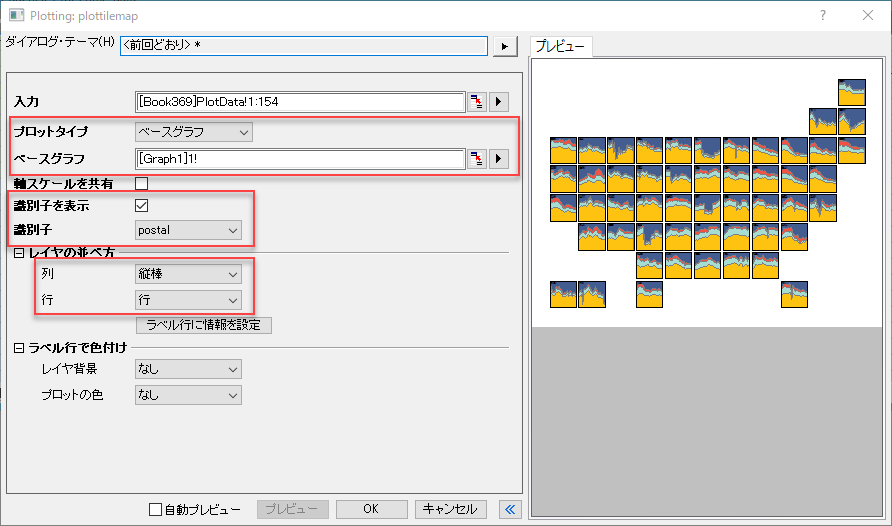 Plotting: plottilemap
ダイアログ・テーマ(H) <前回どおり> *
プレビュー
入力 [Book369]PlotData!1:154
プロットタイプ ベースグラフ
ベースグラフ [Graph1]1!
軸スケールを共有
識別子を表示
識別子 postal
レイヤの並べ方
列 縦棒
行 行
ラベル行に情報を設定
ラベル行で色付け
レイヤ背景 なし
プロットの色 なし
自動プレビュー プレビュー OK キャンセル